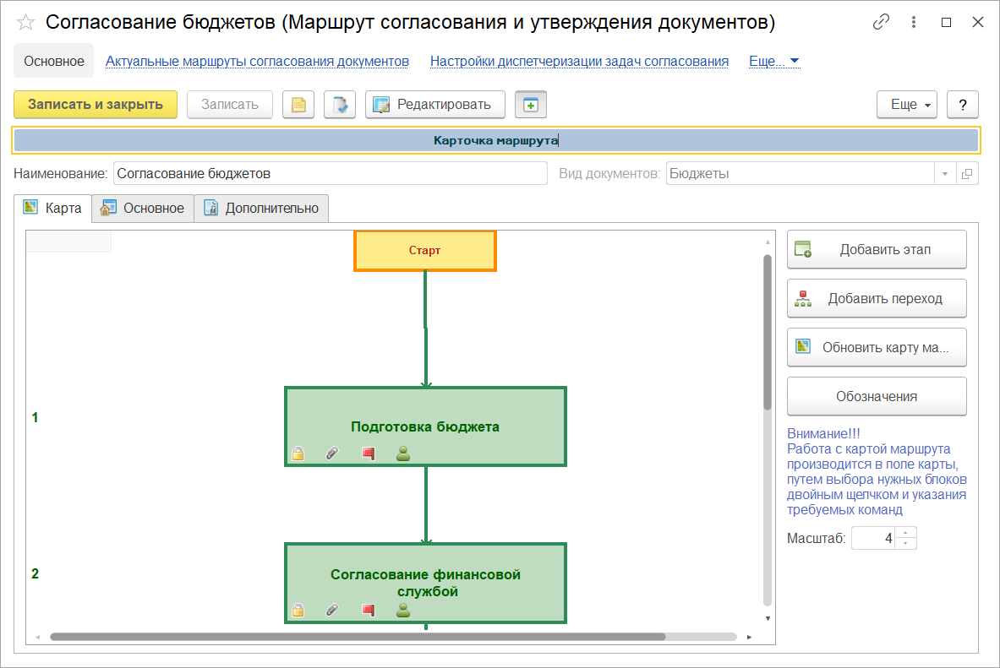 Согласование бюджетов (Маршрут согласования и утверждения документов)
Основное Актуальные маршруты согласования документов Настройки диспетчеризации задач согласования Еще...
Записать и закрыть Записать Редактировать Еще ?
Карточка маршрута
Наименование: Согласование бюджетов Вид документов: Бюджеты
Карта Основное Дополнительно
Старт
1
Подготовка бюджета
2
Согласование финансовой
службой
Добавить этап
Добавить переход
Обновить карту ма...
Обозначения
Внимание!!!
Работа с картой маршрута
производится в поле карты,
путем выбора нужных блоков
двойным щелчком и указания
требуемых команд
Масштаб: 4